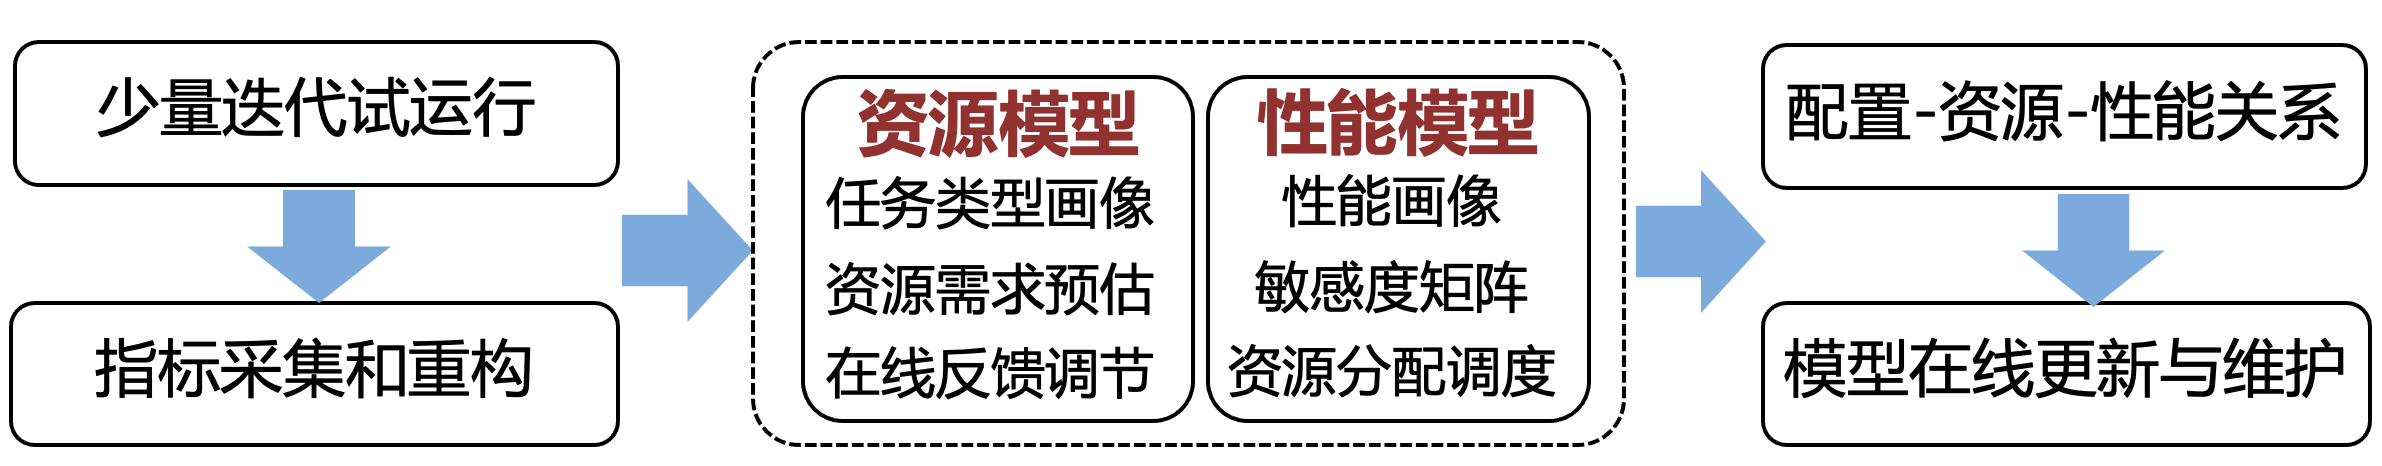 少量迭代试运行
指标采集和重构
资源模型
任务类型画像
资源需求预估
在线反馈调节
性能模型
性能画像
敏感度矩阵
资源分配调度
配置-资源-性能关系
模型在线更新与维护